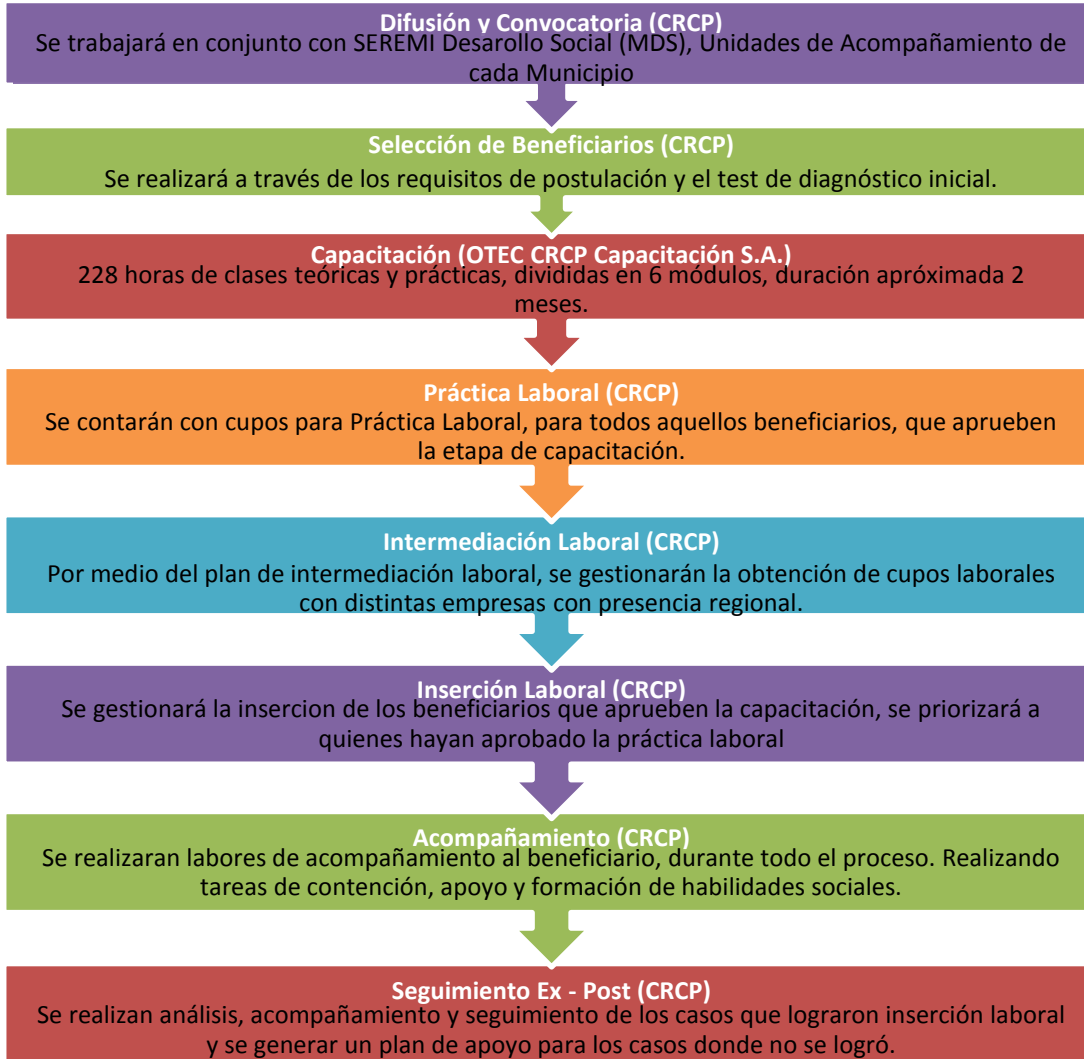 Difusión y Convocatoria (CRCP)
Se trabajará en conjunto con SEREMI Desarollo Social (MDS), Unidades de Acompañamiento de
cada Municipio
Selección de Beneficiarios (CRCP)
Se realizará a través de los requisitos de postulación y el test de diagnóstico inicial.
Capacitación (OTEC CRCP Capacitación S.A.)
228 horas de clases teóricas y prácticas, divididas en 6 módulos, duración apróximada 2
meses.
Práctica Laboral (CRCP)
Se contarán con cupos para Práctica Laboral, para todos aquellos beneficiarios, que aprueben
la etapa de capacitación.
Intermediación Laboral (CRCP)
Por medio del plan de intermediación laboral, se gestionarán la obtención de cupos laborales
con distintas empresas con presencia regional.
Inserción Laboral (CRCP)
Se gestionará la insercion de los beneficiarios que aprueben la capacitación, se priorizará a
quienes hayan aprobado la práctica laboral
Acompañamiento (CRCP)
Se realizaran labores de acompañamiento al beneficiario, durante todo el proceso. Realizando
tareas de contención, apoyo y formación de habilidades sociales.
Seguimiento Ex - Post (CRCP)
Se realizan análisis, acompañamiento y seguimiento de los casos que lograron inserción laboral
y se generar un plan de apoyo para los casos donde no se logró.